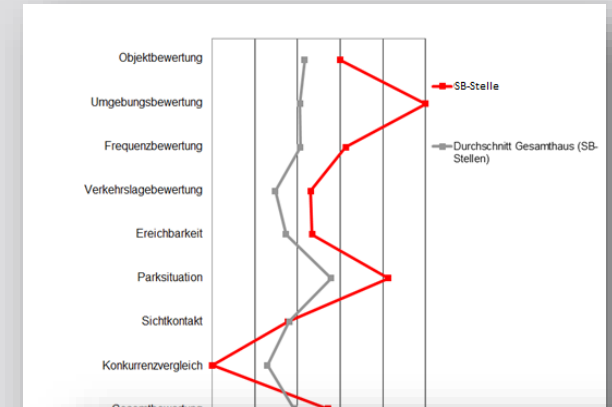 Objektbewertung
Umgebungsbewertung
Frequenzbewertung
Verkehrslagebewertung
Ereichbarkeit
Parksituation
Sichtkontakt
Konkurrenzvergleich
SB-Stelle
Durchschnitt Gesamthaus (SB-
Stellen)